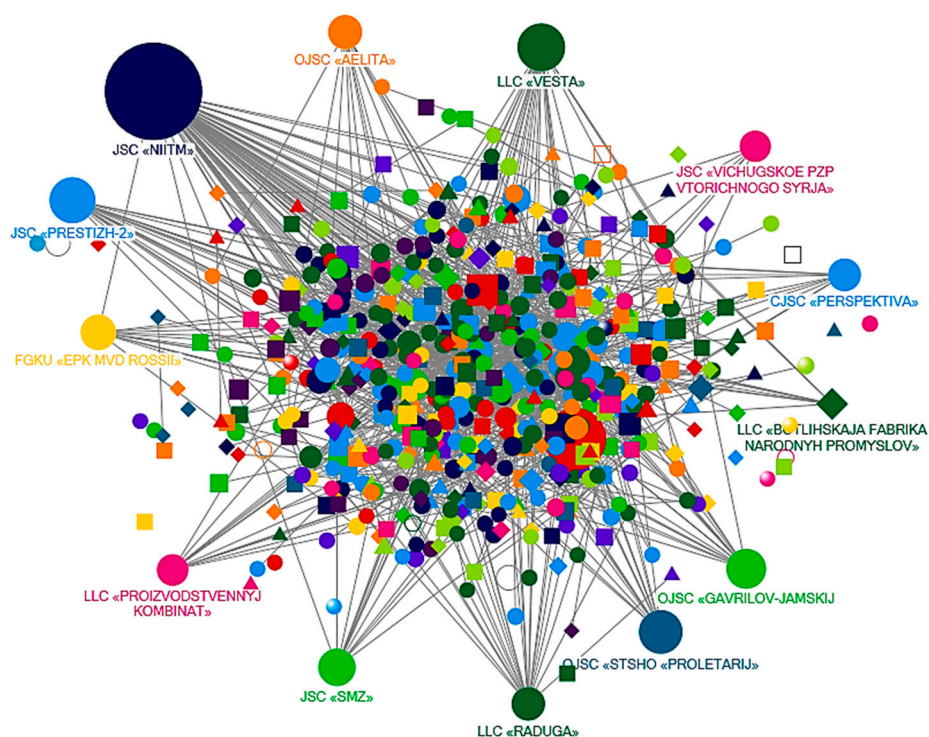 OJSC «AELITA»
LLC «VESTA»
JSC «NIITM»
JSC «VICHUGSKOE PZP
VTORICHNOGO SYRJA»
JSC «PRESTIZH-2»
CJSC «PERSPEKTIVA»
FGKU «EPK MVD ROSSII»
LLC «BOTLIHSKAJA FABRIKA
NARODNYH PROMYSLOV»
LLC «PROIZVODSTVENNYJ
KOMBINAT»
OJSC «GAVRILOV-JAMSKIJ
OJSC «STSHO «PROLETARIJ»
JSC «SMZ»
LLC «RADUGA»